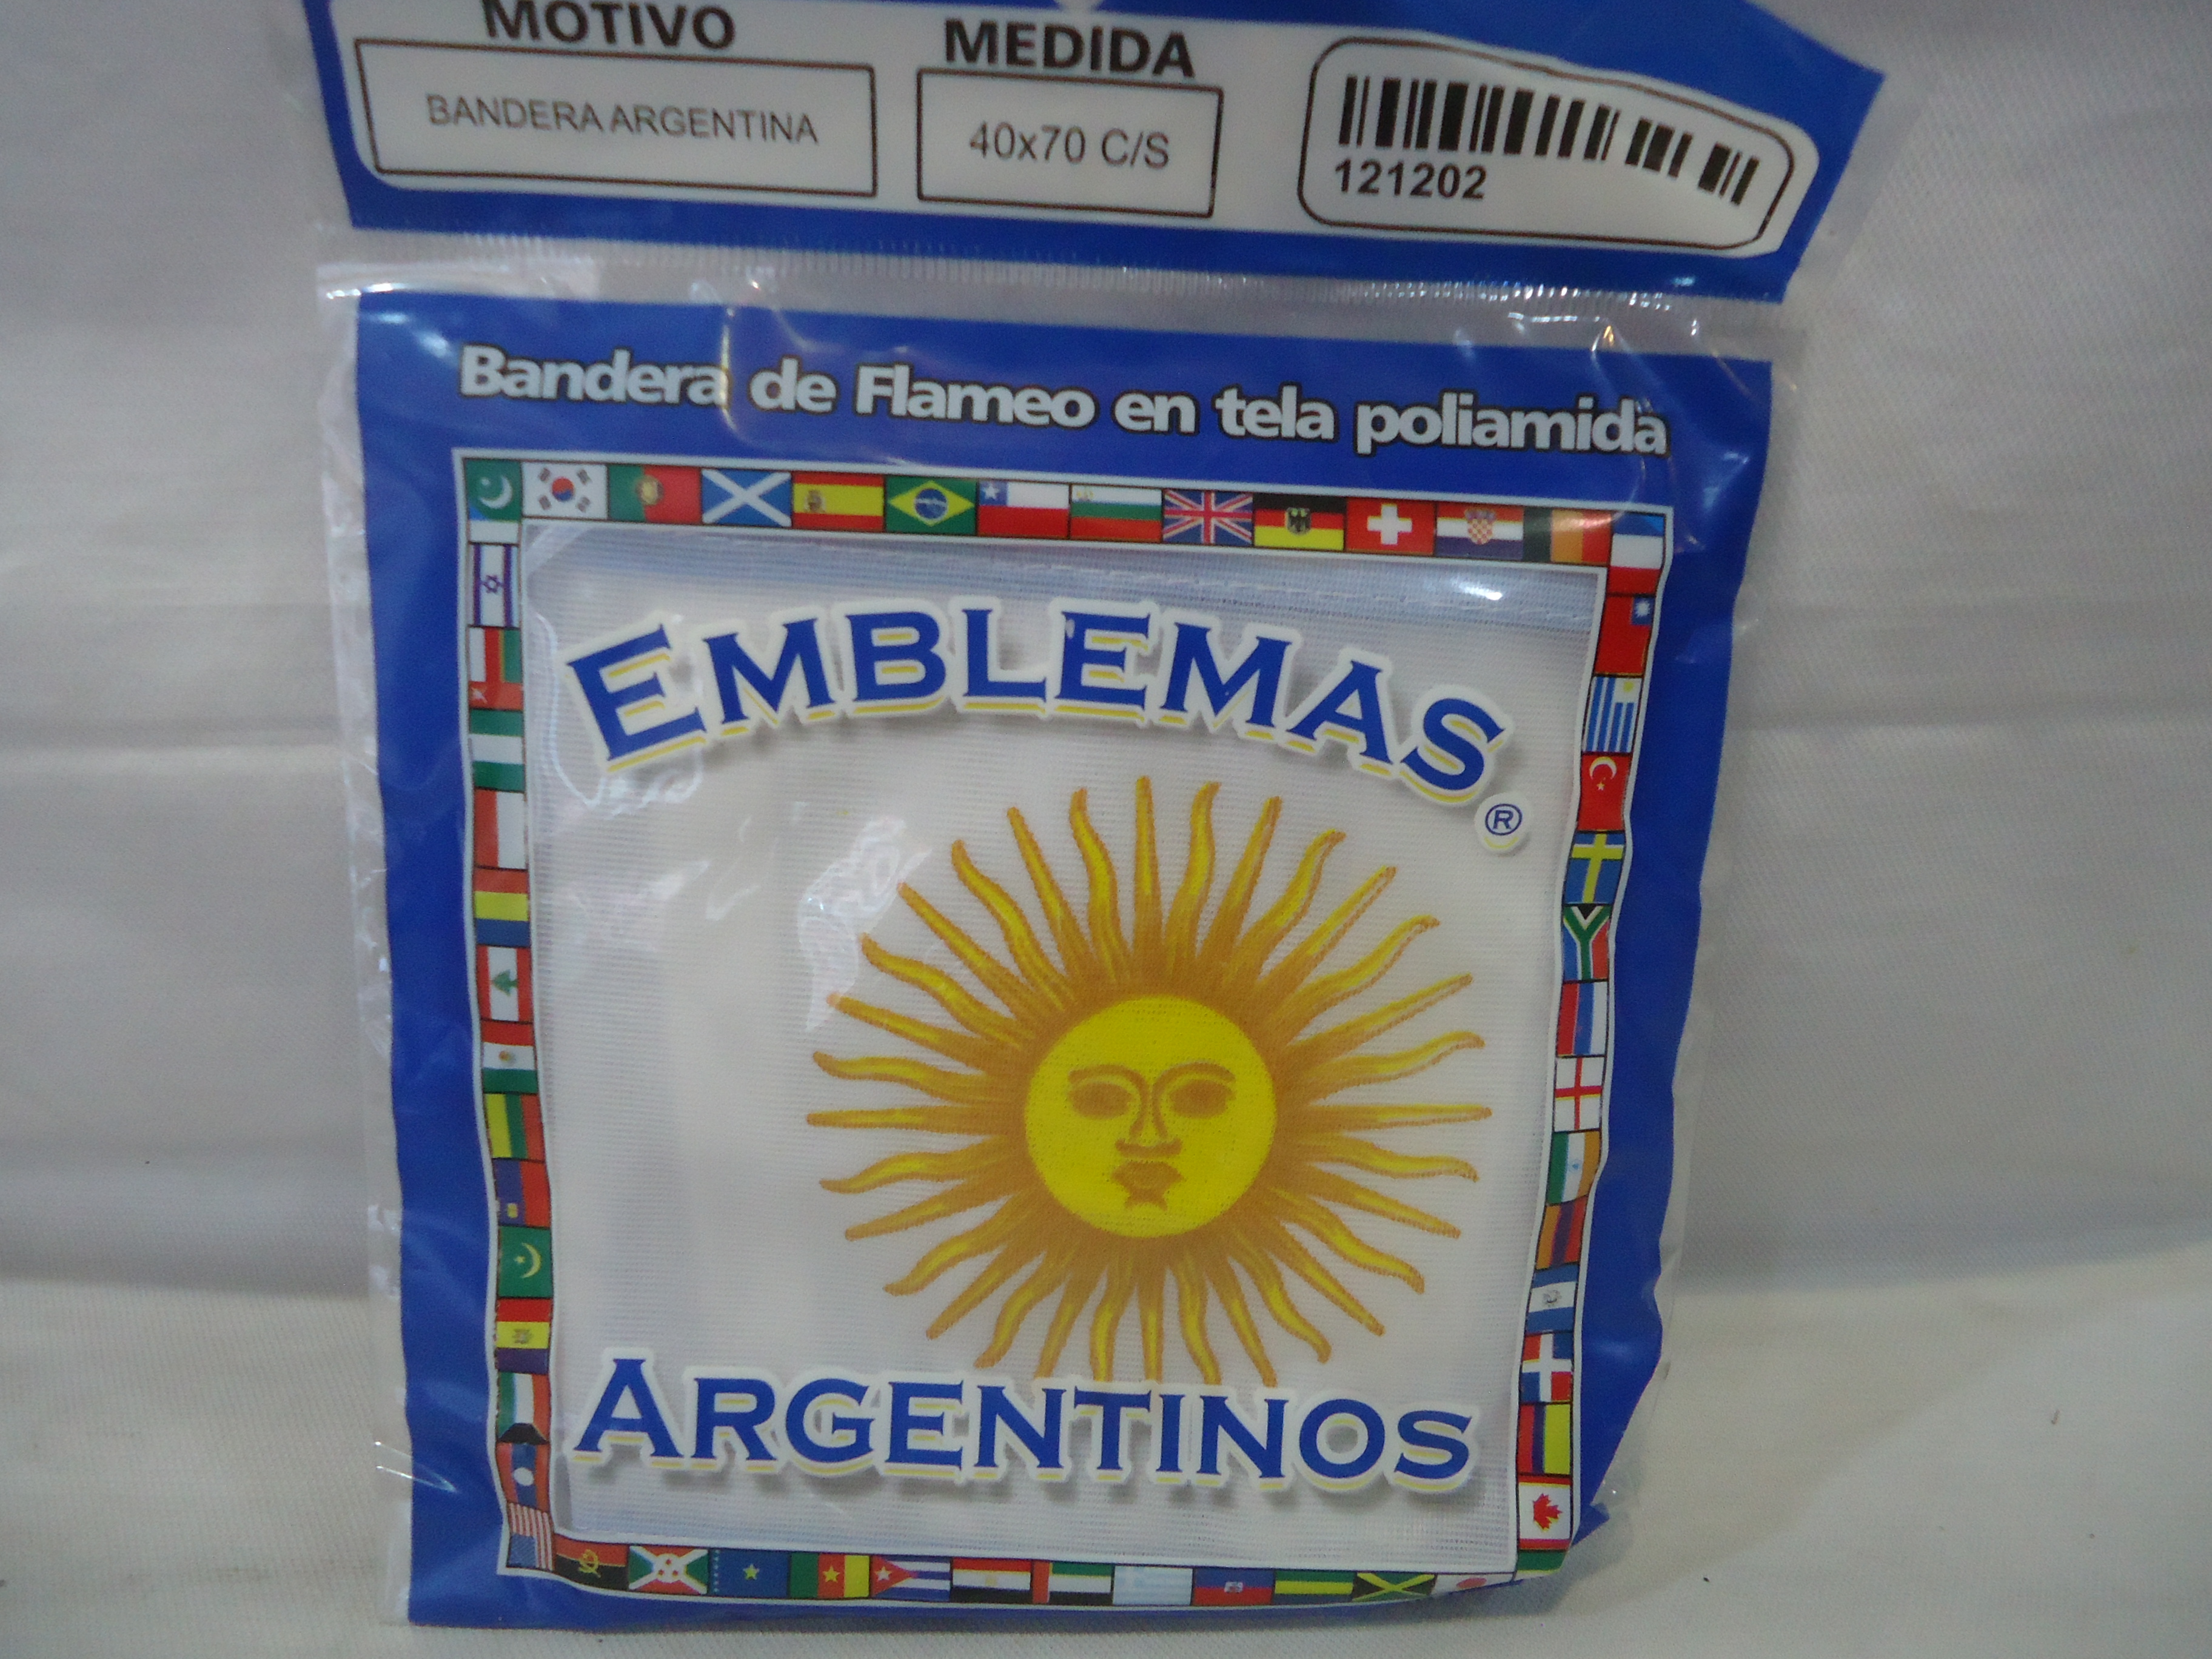 MOTIVO
MEDIDA
BANDERA ARGENTINA
40x70 C/S
121202
Bandera de Flameo en tela poliamida
EMBLEMAS
®
ARGENTINOS